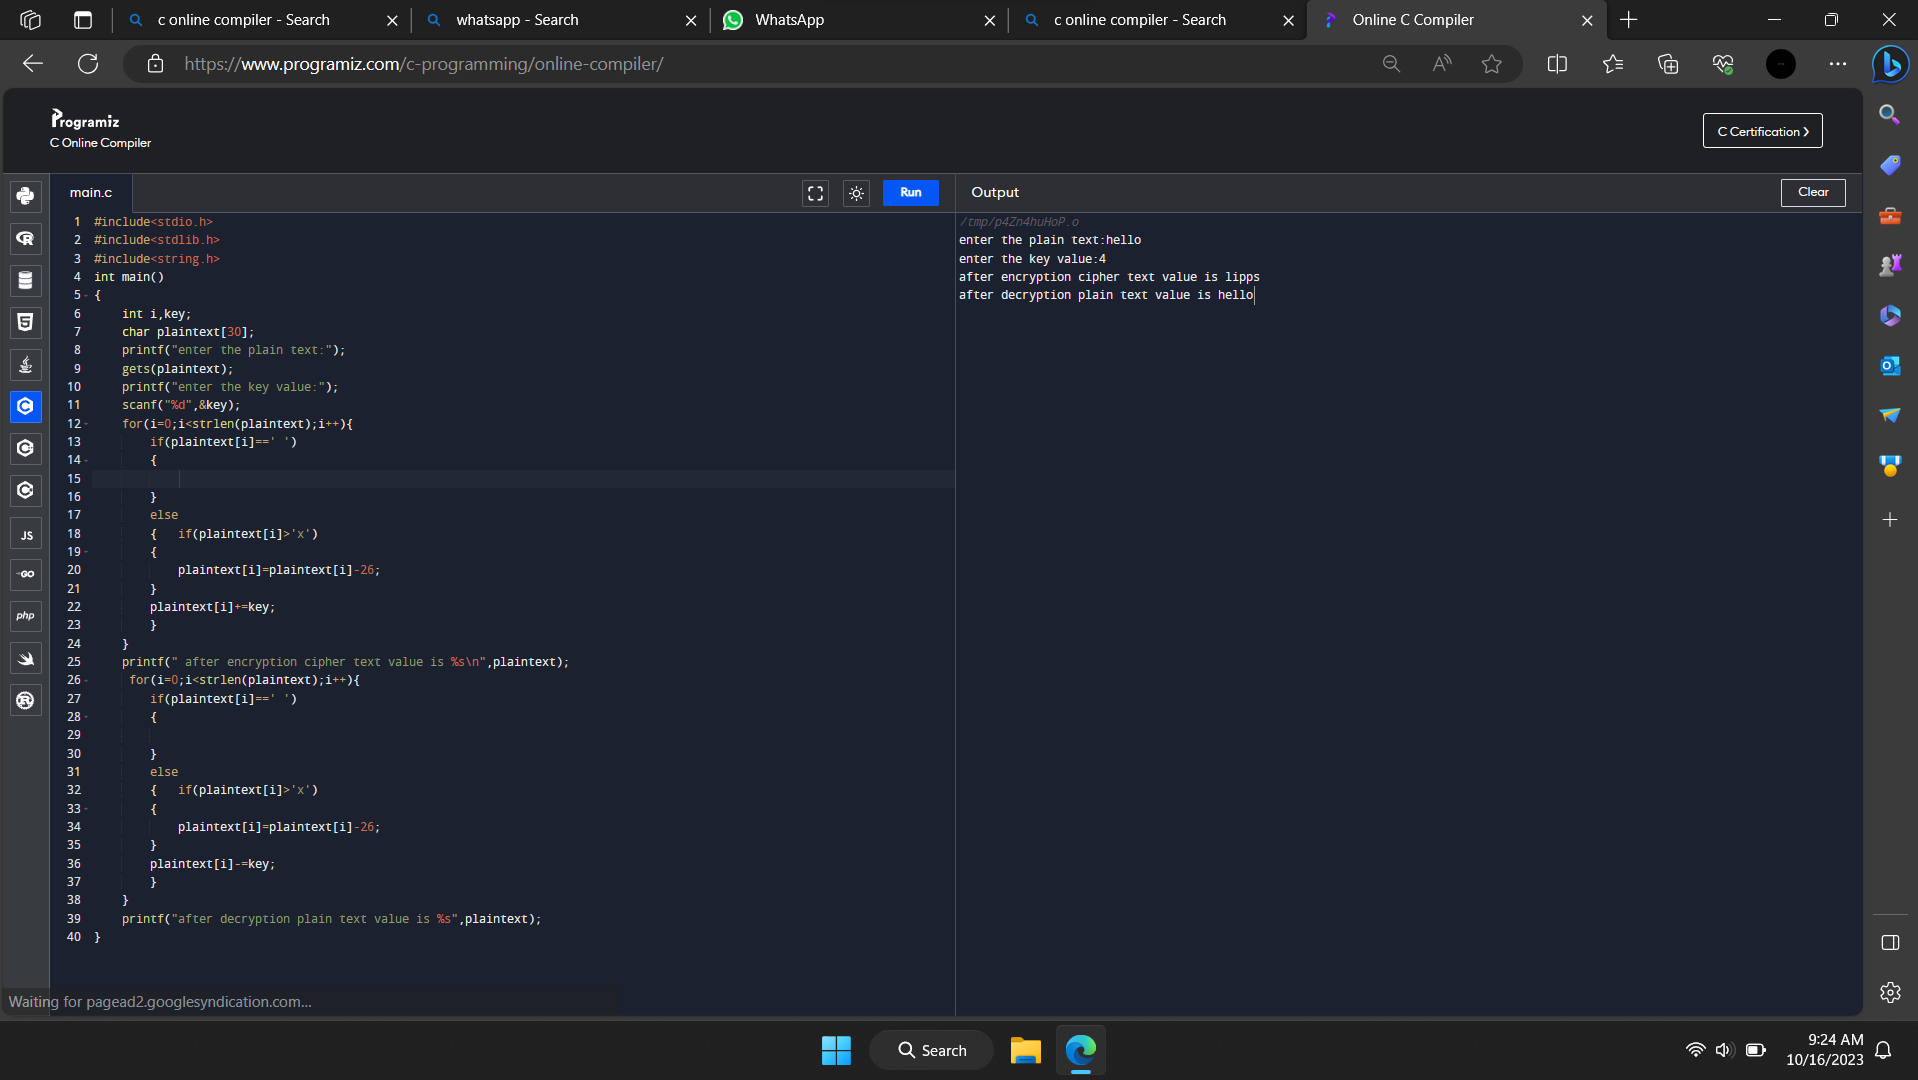 c online compiler - Search
whatsapp - Search
WhatsApp
c online compiler - Search
Online C Compiler
https://www.programiz.com/c-programming/online-compiler/
Programiz
C Online Compiler
C Certification >
main.c
Run
Output
Clear
1 #include<stdio.h>
2 #include<stdlib.h>
3 #include<string.h>
4 int main()
5 {
6 int i,key;
7 char plaintext[30];
8 printf("enter the plain text:");
9 gets(plaintext);
10 printf("enter the key value:");
11 scanf("%d",&key);
12 for(i=0;i<strlen(plaintext);i++){
13 if(plaintext[i]==' ')
14 {
15
16 }
17 else
18 { if(plaintext[i]>'x')
19 {
20 plaintext[i]=plaintext[i]-26;
21 }
22 plaintext[i]+=key;
23 }
24 }
25 printf(" after encryption cipher text value is %s\n",plaintext);
26 for(i=0;i<strlen(plaintext);i++){
27 if(plaintext[i]==' ')
28 {
29
30 }
31 else
32 { if(plaintext[i]>'x')
33 {
34 plaintext[i]=plaintext[i]-26;
35 }
36 plaintext[i]-=key;
37 }
38 }
39 printf("after decryption plain text value is %s",plaintext);
40 }
/tmp/p4Zn4huHoP.o
enter the plain text:hello
enter the key value:4
after encryption cipher text value is lipps
after decryption plain text value is hello
JS
GO
php
Waiting for pagead2.googlesyndication.com...
Search
9:24 AM
10/16/2023